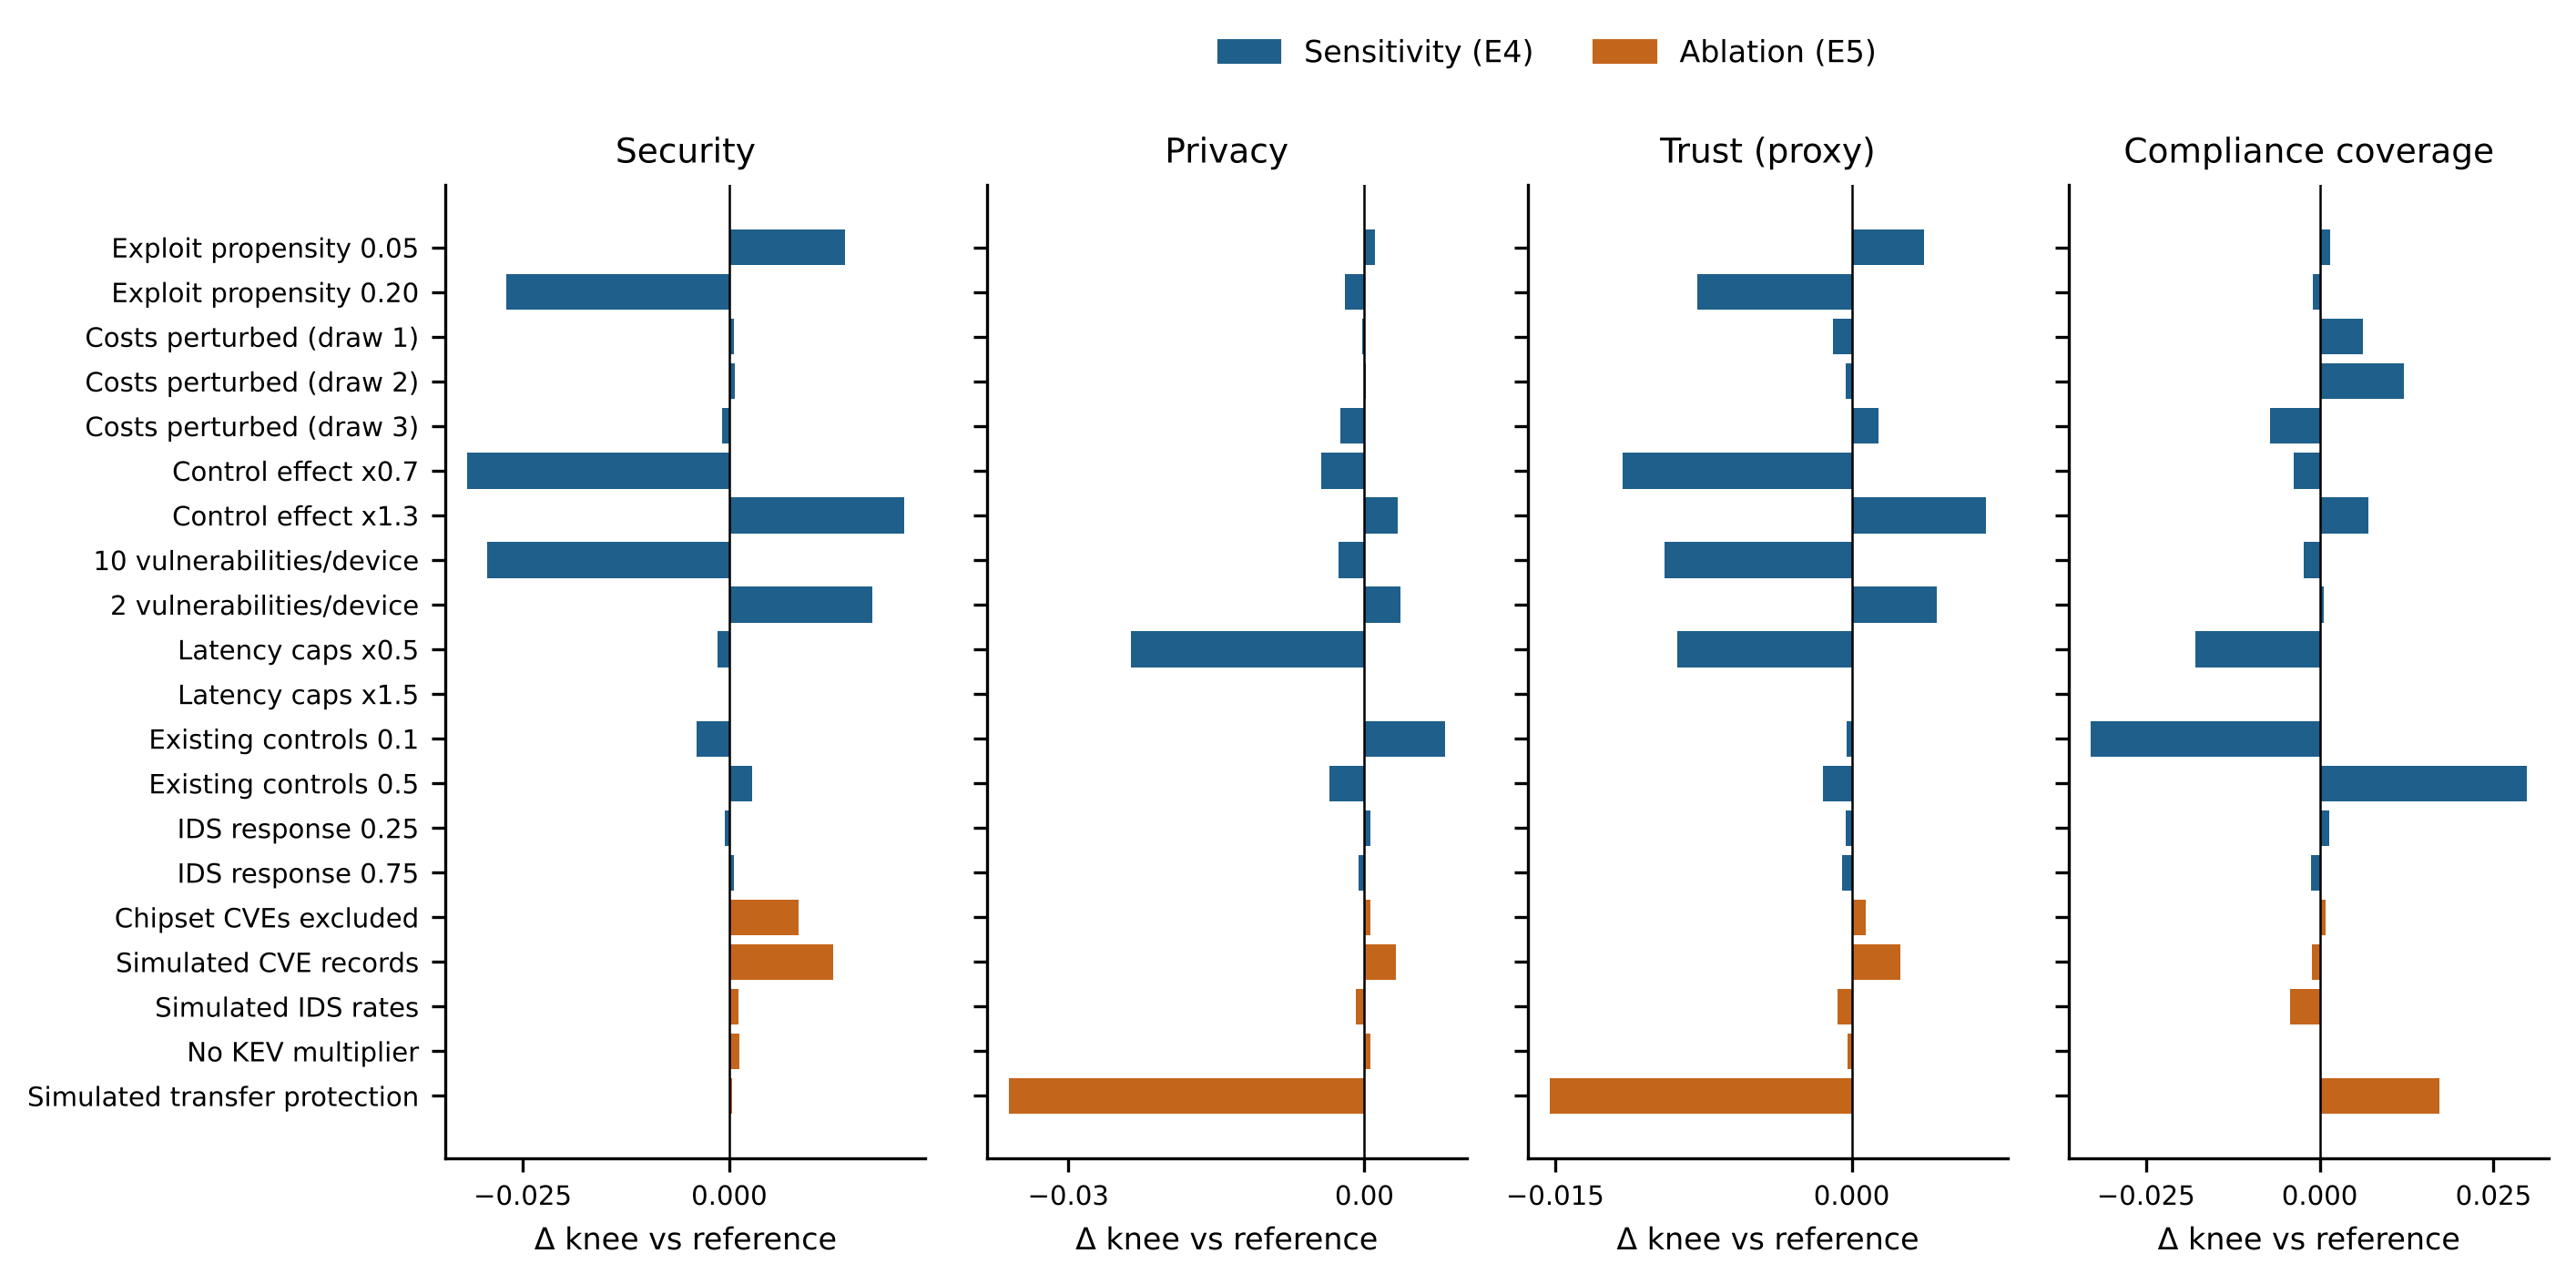 Sensitivity (E4) Ablation (E5)
Security Privacy Trust (proxy) Compliance coverage
Exploit propensity 0.05
Exploit propensity 0.20
Costs perturbed (draw 1)
Costs perturbed (draw 2)
Costs perturbed (draw 3)
Control effect x0.7
Control effect x1.3
10 vulnerabilities/device
2 vulnerabilities/device
Latency caps x0.5
Latency caps x1.5
Existing controls 0.1
Existing controls 0.5
IDS response 0.25
IDS response 0.75
Chipset CVEs excluded
Simulated CVE records
Simulated IDS rates
No KEV multiplier
Simulated transfer protection
−0.025 0.000 −0.03 0.00 −0.015 0.000 −0.025 0.000 0.025
Δ knee vs reference Δ knee vs reference Δ knee vs reference Δ knee vs reference